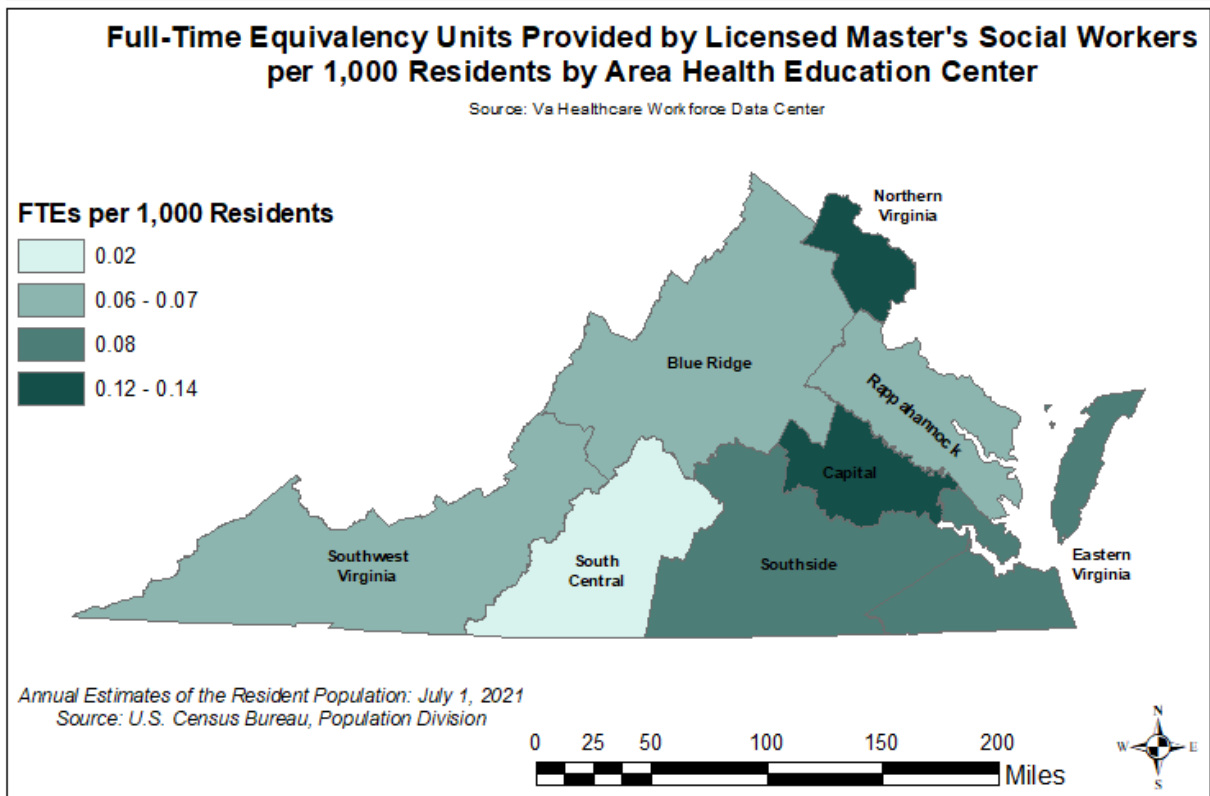 Full-Time Equivalency Units Provided by Licensed Master's Social Workers
per 1,000 Residents by Area Health Education Center
Source: Va Healthcare Workforce Data Center
FTEs per 1,000 Residents
0.02
0.06 - 0.07
0.08
0.12 - 0.14
Northern
Virginia
Blue Ridge
Rappahannock
Capital
Southwest
Virginia
South
Central
Southside
Eastern
Virginia
Annual Estimates of the Resident Population: July 1, 2021
Source: U.S. Census Bureau, Population Division
0 25 50 100 150 200
Miles
N
W E
S